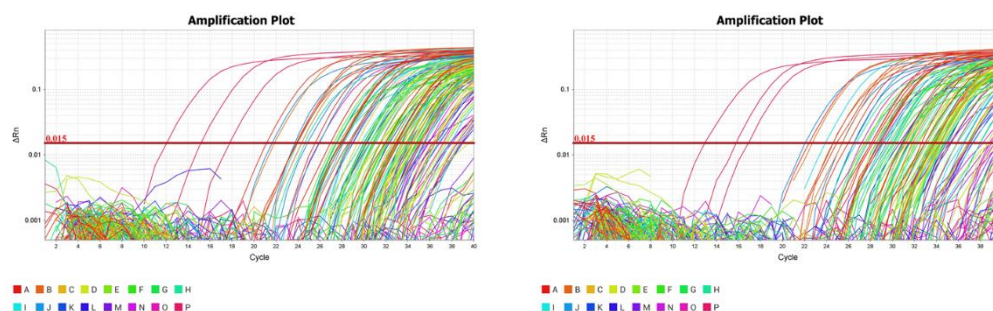 Amplification Plot
0.1
0.015
0.01
0.001
ΔRn
2 4 6 8 10 12 14 16 18 20 22 24 26 28 30 32 34 36 38 40
Cycle
A B C D E F G H
I J K L M N O P
Amplification Plot
0.1
0.015
0.01
0.001
ΔRn
2 4 6 8 10 12 14 16 18 20 22 24 26 28 30 32 34 36 38
Cycle
A B C D E F G H
I J K L M N O P